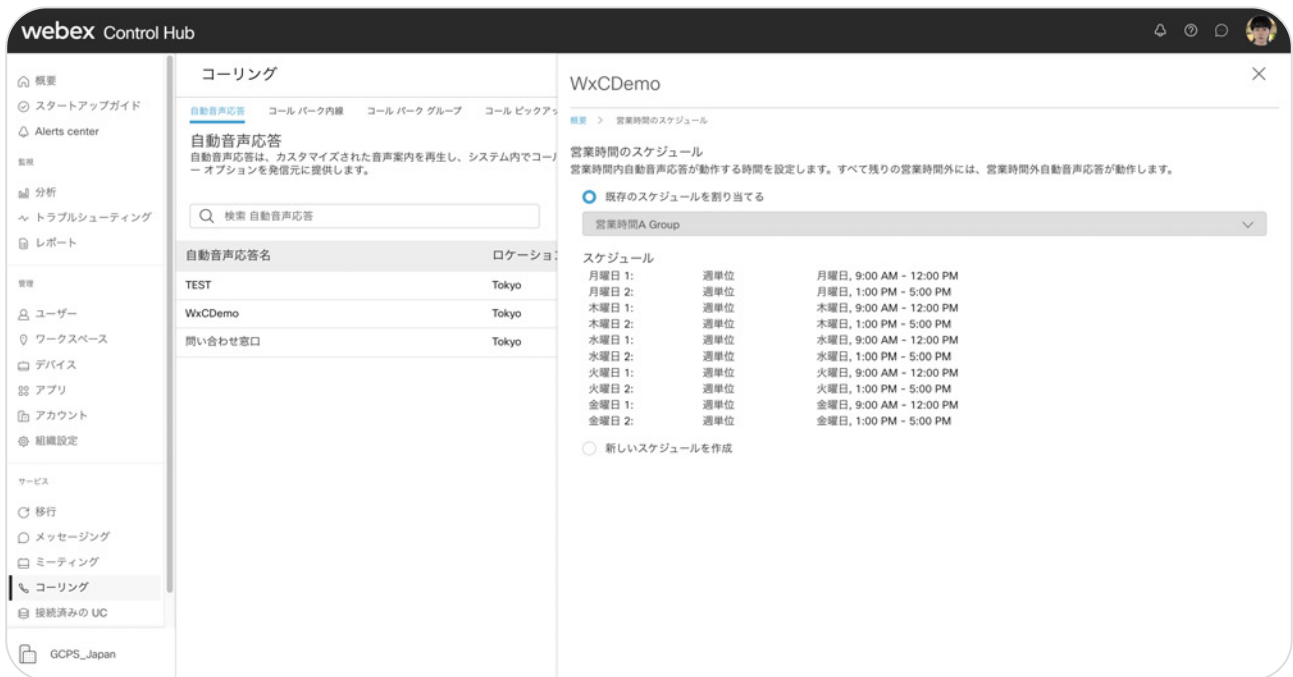 webex Control Hub
概要
スタートアップガイド
Alerts center
監視
分析
トラブルシューティング
レポート
管理
ユーザー
ワークスペース
デバイス
アプリ
アカウント
組織設定
サービス
移行
メッセージング
ミーティング
コーリング
接続済みの UC
GCPS_Japan
コーリング
自動音声応答 コール パーク内線 コール パーク グループ コール ピックアッ
自動音声応答
自動音声応答は、カスタマイズされた音声案内を再生し、システム内でコー
ー オプションを発信元に提供します。
検索 自動音声応答
自動音声応答名 ロケーショ
TEST Tokyo
WxCDemo Tokyo
問い合わせ窓口 Tokyo
WxCDemo
概要 > 営業時間のスケジュール
営業時間のスケジュール
営業時間内自動音声応答が動作する時間を設定します。すべて残りの営業時間外には、営業時間外自動音声応答が動作します。
既存のスケジュールを割り当てる
営業時間A Group
スケジュール
月曜日 1: 週単位 月曜日, 9:00 AM - 12:00 PM
月曜日 2: 週単位 月曜日, 1:00 PM - 5:00 PM
木曜日 1: 週単位 木曜日, 9:00 AM - 12:00 PM
木曜日 2: 週単位 木曜日, 1:00 PM - 5:00 PM
水曜日 1: 週単位 水曜日, 9:00 AM - 12:00 PM
水曜日 2: 週単位 水曜日, 1:00 PM - 5:00 PM
火曜日 1: 週単位 火曜日, 9:00 AM - 12:00 PM
火曜日 2: 週単位 火曜日, 1:00 PM - 5:00 PM
金曜日 1: 週単位 金曜日, 9:00 AM - 12:00 PM
金曜日 2: 週単位 金曜日, 1:00 PM - 5:00 PM
新しいスケジュールを作成